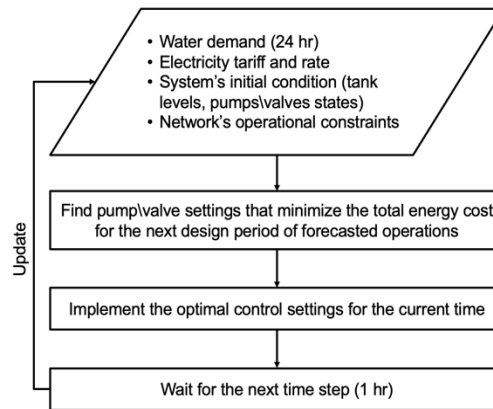 • Water demand (24 hr)
• Electricity tariff and rate
• System's initial condition (tank
levels, pumps\valves states)
• Network's operational constraints
Find pump\valve settings that minimize the total energy cost
for the next design period of forecasted operations
Implement the optimal control settings for the current time
Wait for the next time step (1 hr)
Update